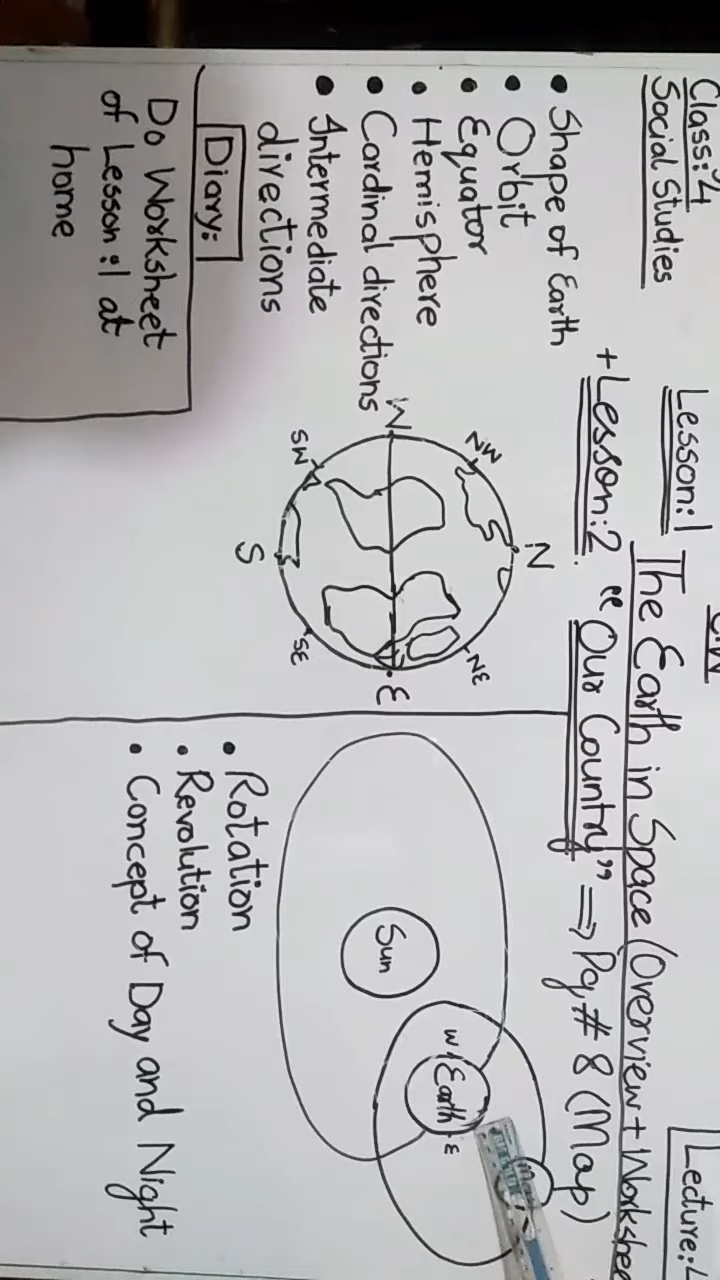 Class: 4
Social Studies
Lesson:1
The Earth in Space (Overview + Worksheet
Lecture:
+ Lesson:2 "Our Country" ⇒ Pg # 8 (Map)
• Shape of Earth
• Orbit
• Equator
• Hemisphere
• Cardinal directions
• Intermediate
directions
Diary:
Do Worksheet
of Lesson:1 at
home
N
NW
NE
W
E
SW
SE
S
Sun
W
Earth
E
• Rotation
• Revolution
• Concept of Day and Night